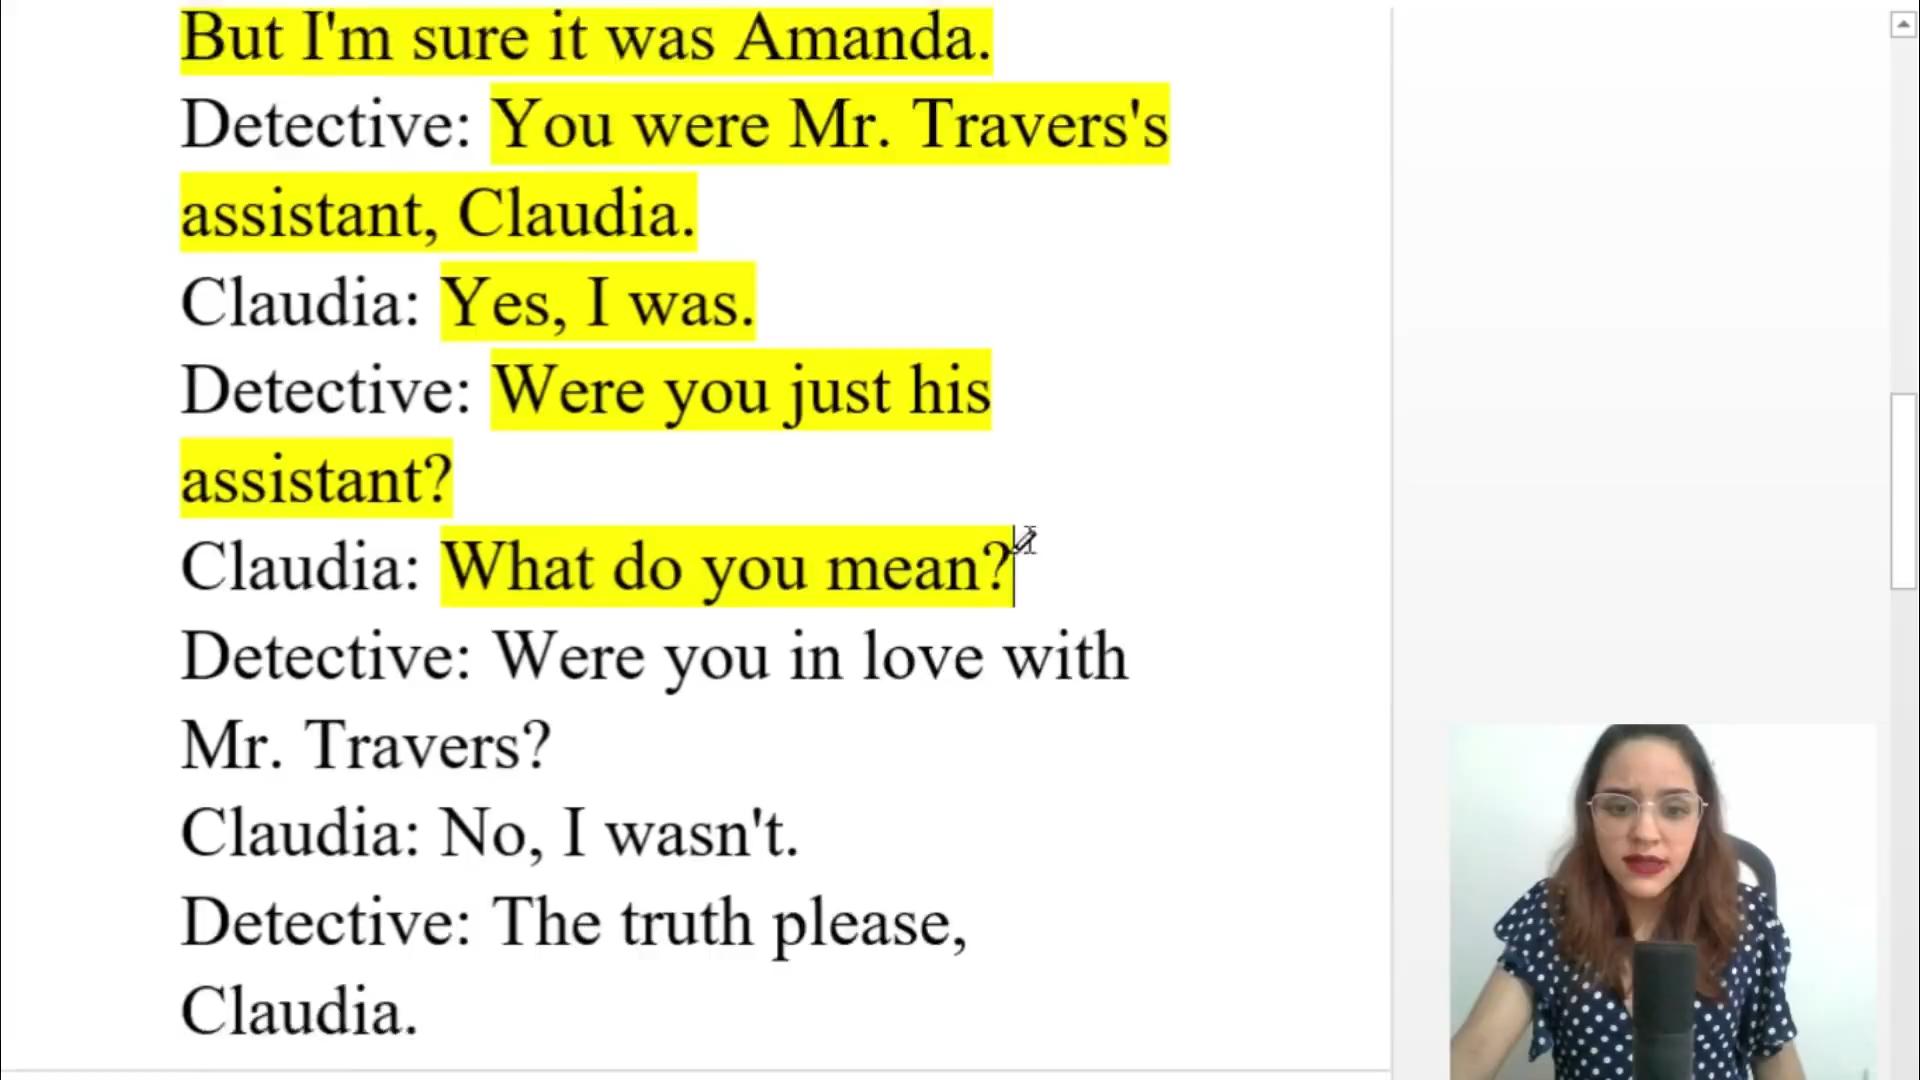 But I'm sure it was Amanda.
Detective: You were Mr. Travers's
assistant, Claudia.
Claudia: Yes, I was.
Detective: Were you just his
assistant?
Claudia: What do you mean?
Detective: Were you in love with
Mr. Travers?
Claudia: No, I wasn't.
Detective: The truth please,
Claudia.